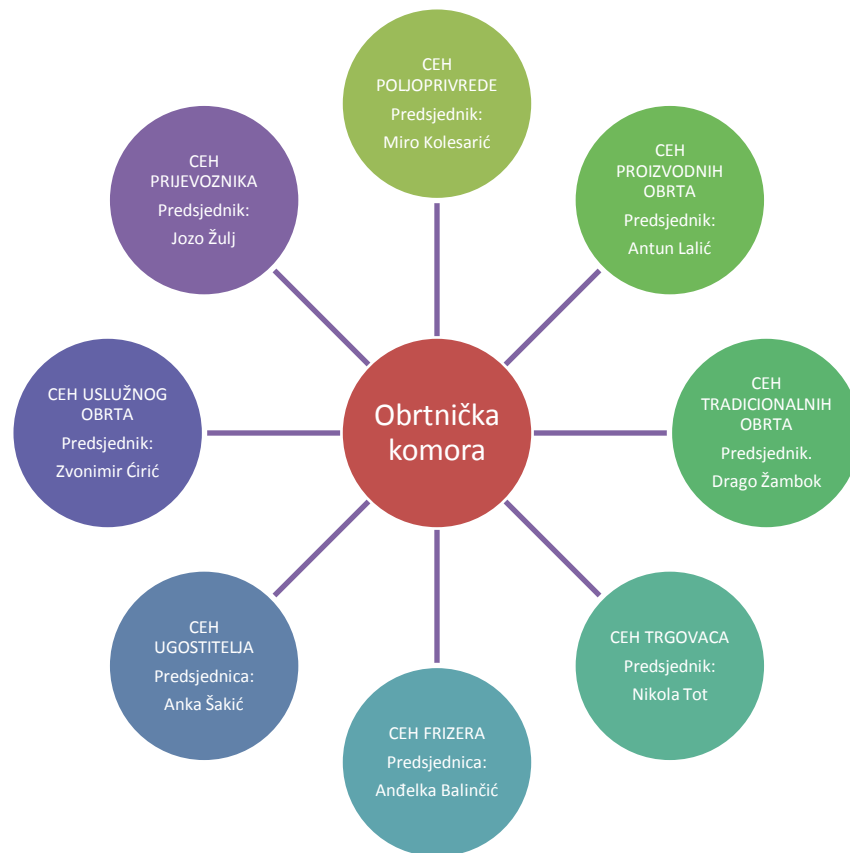 CEH
POLJOPRIVREDE
Predsjednik:
Miro Kolesarić
CEH
PROIZVODNIH
OBRTA
Predsjednik:
Antun Lalić
CEH
TRADICIONALNIH
OBRTA
Predsjednik.
Drago Žambok
CEH TRGOVACA
Predsjednik:
Nikola Tot
CEH FRIZERA
Predsjednica:
Anđelka Balinčić
CEH
UGOSTITELJA
Predsjednica:
Anka Šakić
CEH USLUŽNOG
OBRTA
Predsjednik:
Zvonimir Ćirić
CEH
PRIJEVOZNIKA
Predsjednik:
Jozo Žulj
Obrtnička
komora